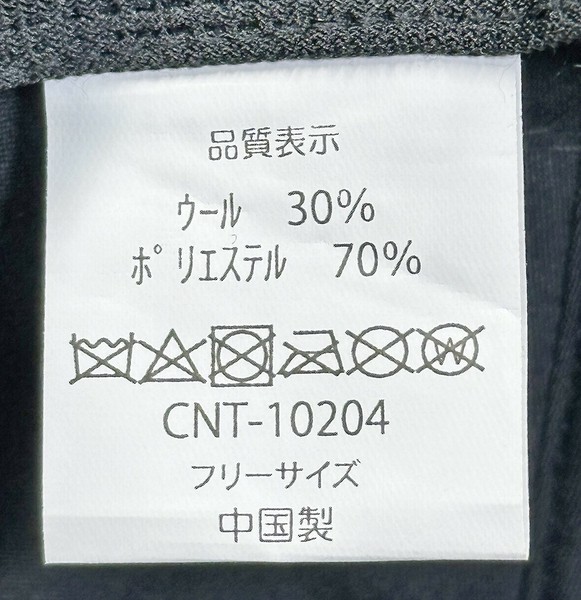 品質表示
ウール 30%
ポリエステル 70%
CNT-10204
フリーサイズ
中国製